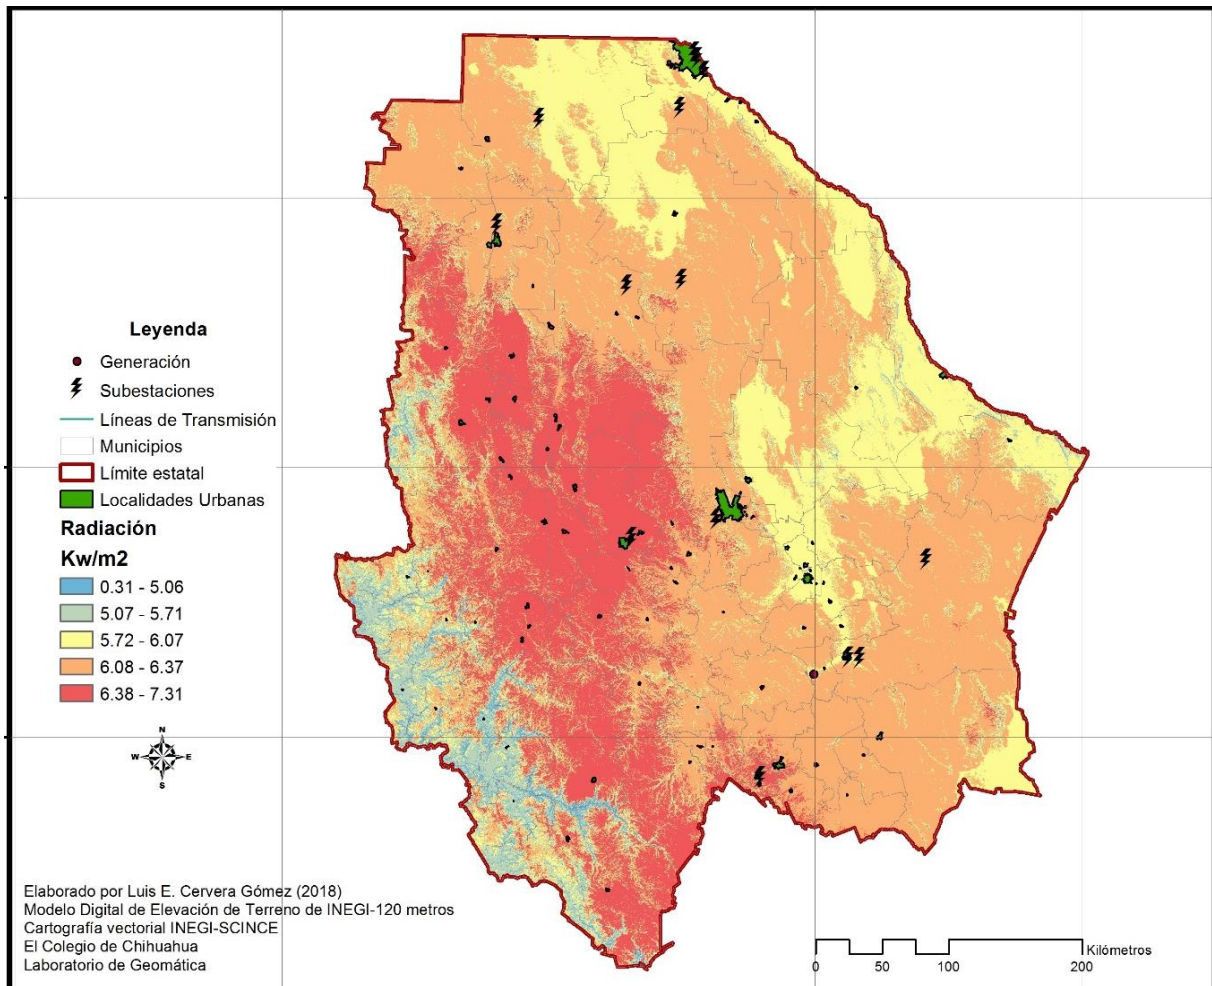 Leyenda
Generación
Subestaciones
Líneas de Transmisión
Municipios
Límite estatal
Localidades Urbanas
Radiación
Kw/m2
0.31 - 5.06
5.07 - 5.71
5.72 - 6.07
6.08 - 6.37
6.38 - 7.31
N
W E
S
Elaborado por Luis E. Cervera Gómez (2018)
Modelo Digital de Elevación de Terreno de INEGI-120 metros
Cartografía vectorial INEGI-SCINCE
El Colegio de Chihuahua
Laboratorio de Geomática
Kilómetros
0 50 100 200